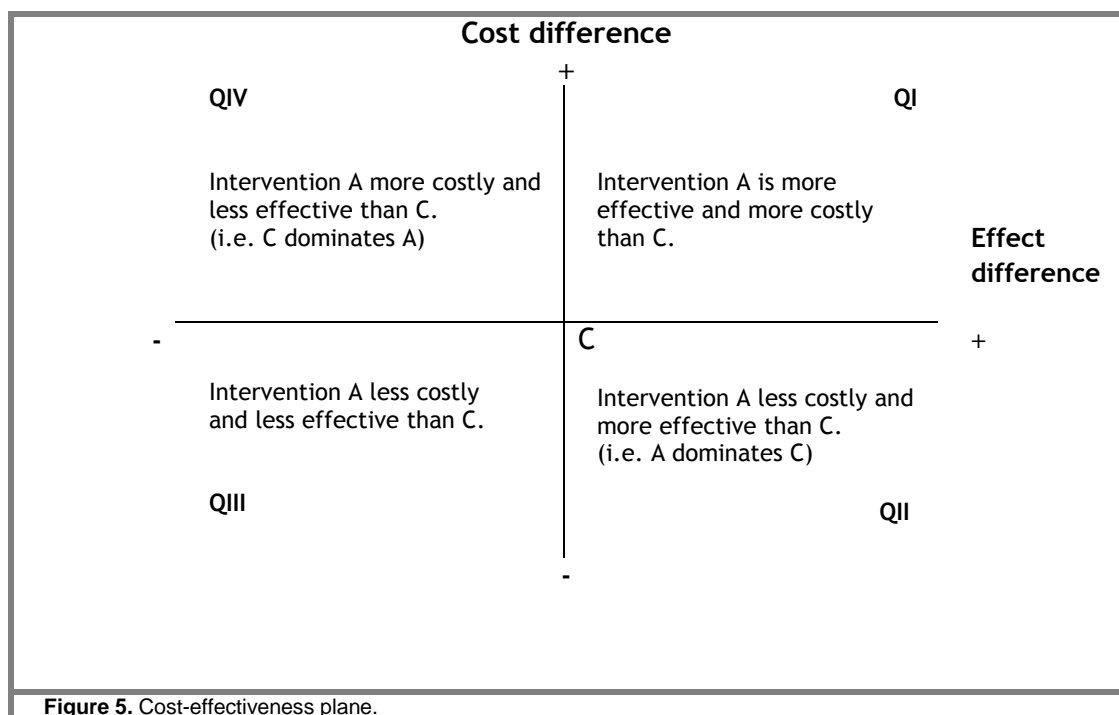 Cost difference
+
QIV
QI
Intervention A more costly and
less effective than C.
(i.e. C dominates A)
Intervention A is more
effective and more costly
than C.
Effect
difference
-
C
+
Intervention A less costly
and less effective than C.
Intervention A less costly and
more effective than C.
(i.e. A dominates C)
QIII
QII
-
Figure 5. Cost-effectiveness plane.